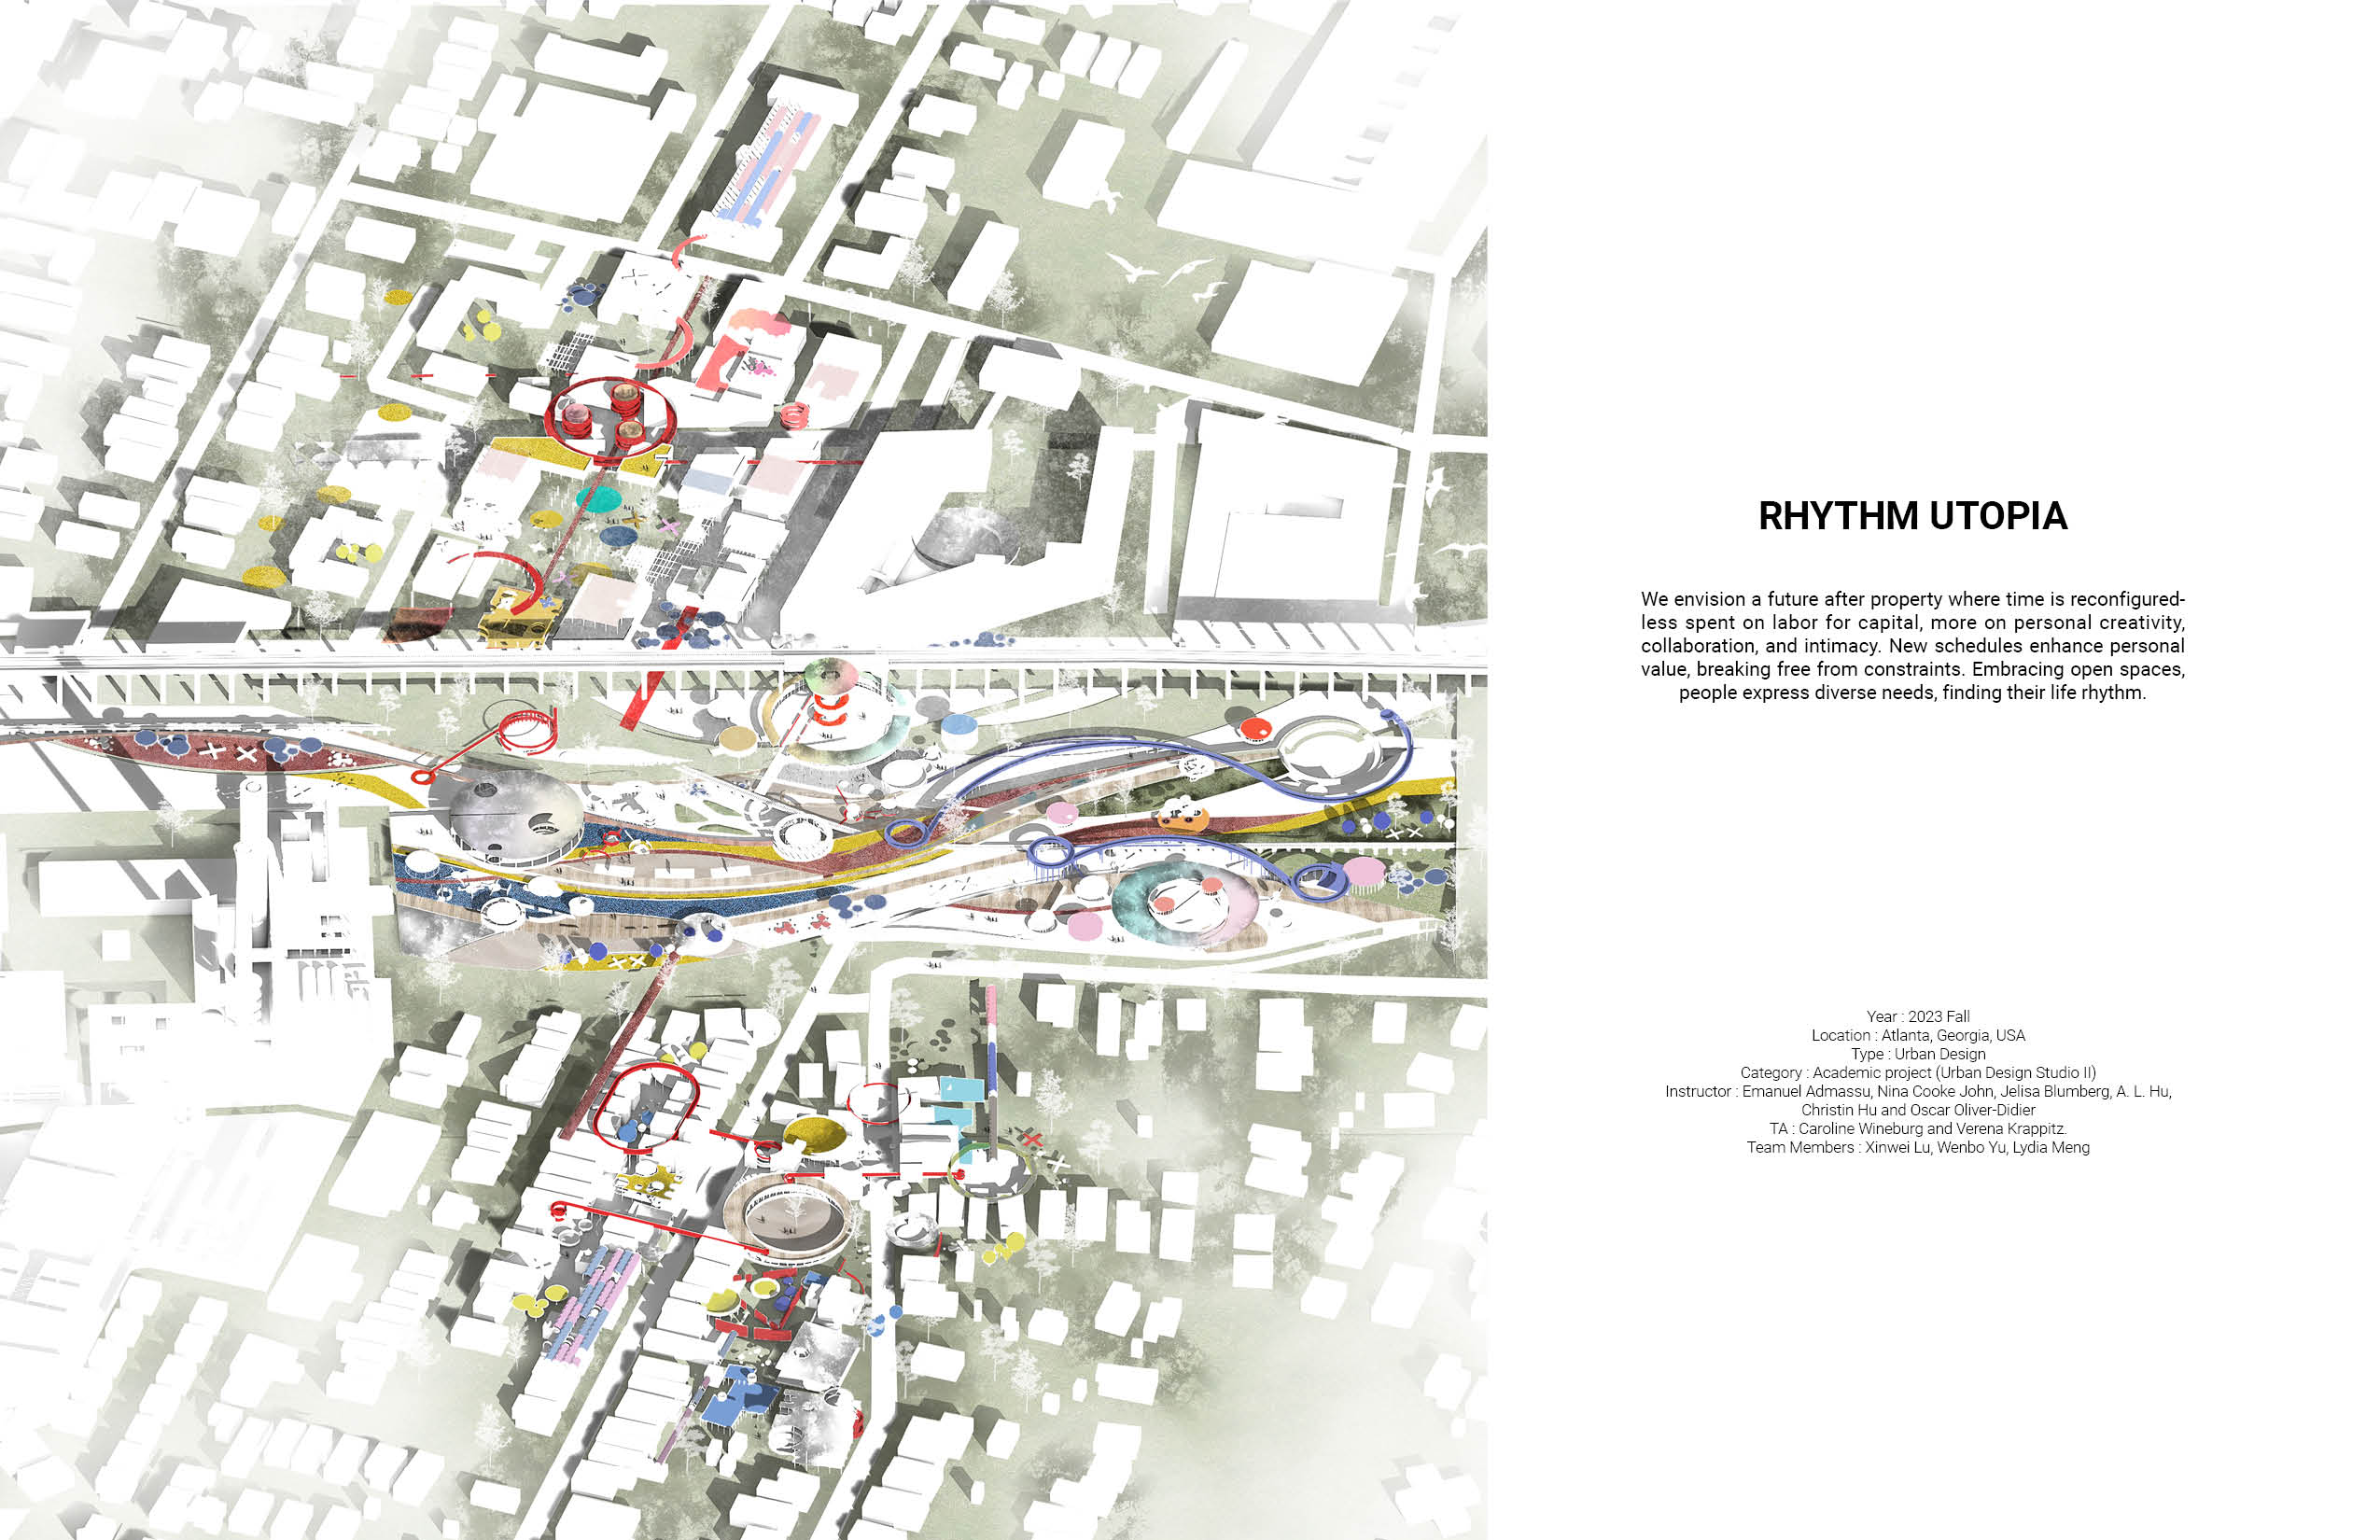 RHYTHM UTOPIA
We envision a future after property where time is reconfigured-
less spent on labor for capital, more on personal creativity,
collaboration, and intimacy. New schedules enhance personal
value, breaking free from constraints. Embracing open spaces,
people express diverse needs, finding their life rhythm.
Year : 2023 Fall
Location : Atlanta, Georgia, USA
Type : Urban Design
Category : Academic project (Urban Design Studio II)
Instructor : Emanuel Admassu, Nina Cooke John, Jelisa Blumberg, A. L. Hu,
Christin Hu and Oscar Oliver-Didier
TA : Caroline Wineburg and Verena Krappitz.
Team Members : Xinwei Lu, Wenbo Yu, Lydia Meng